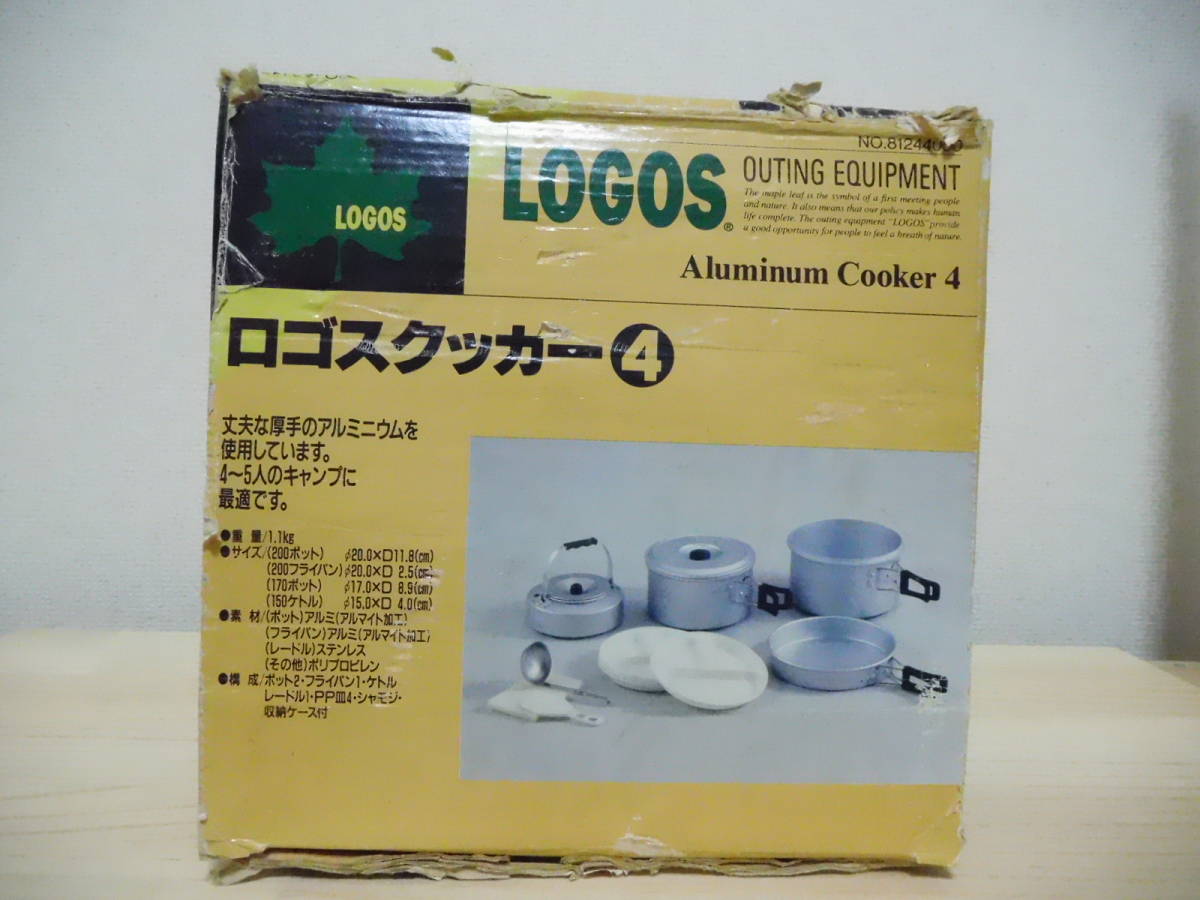 NO.81244000
LOGOS
LOGOS®
OUTING EQUIPMENT
The maple leaf is the symbol of a first meeting people
and nature. It also means that our policy makes human
life complete. The outing equipment "LOGOS" provide
a good opportunity for people to feel a breath of nature.
Aluminum Cooker 4
ロゴスクッカー④
丈夫な厚手のアルミニウムを
使用しています。
4〜5人のキャンプに
最適です。
●重 量/1.1kg
●サイズ/(200ポット) φ20.0×□11.8(cm)
(200フライパン)φ20.0×□ 2.5(cm)
(170ポット) φ17.0×□ 8.9(cm)
(150ケトル) φ15.0×□ 4.0(cm)
●素 材/(ポット)アルミ(アルマイト加工)
(フライパン)アルミ(アルマイト加工)
(レードル)ステンレス
(その他)ポリプロピレン
●構 成/ポット2・フライパン1・ケトル
レードル1・PP皿4・シャモジ・
収納ケース付